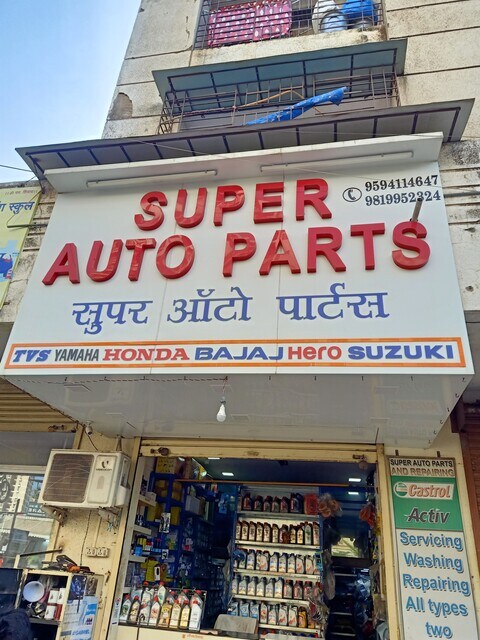 स्कुल
SUPER
9594114647
9819952324
AUTO PARTS
सुपर ऑटो पार्टस
TVS YAMAHA HONDA BAJAJ Hero SUZUKI
SUPER AUTO PARTS
AND REPAIRING
Castrol
Activ
Servicing
Washing
Repairing
All types
two